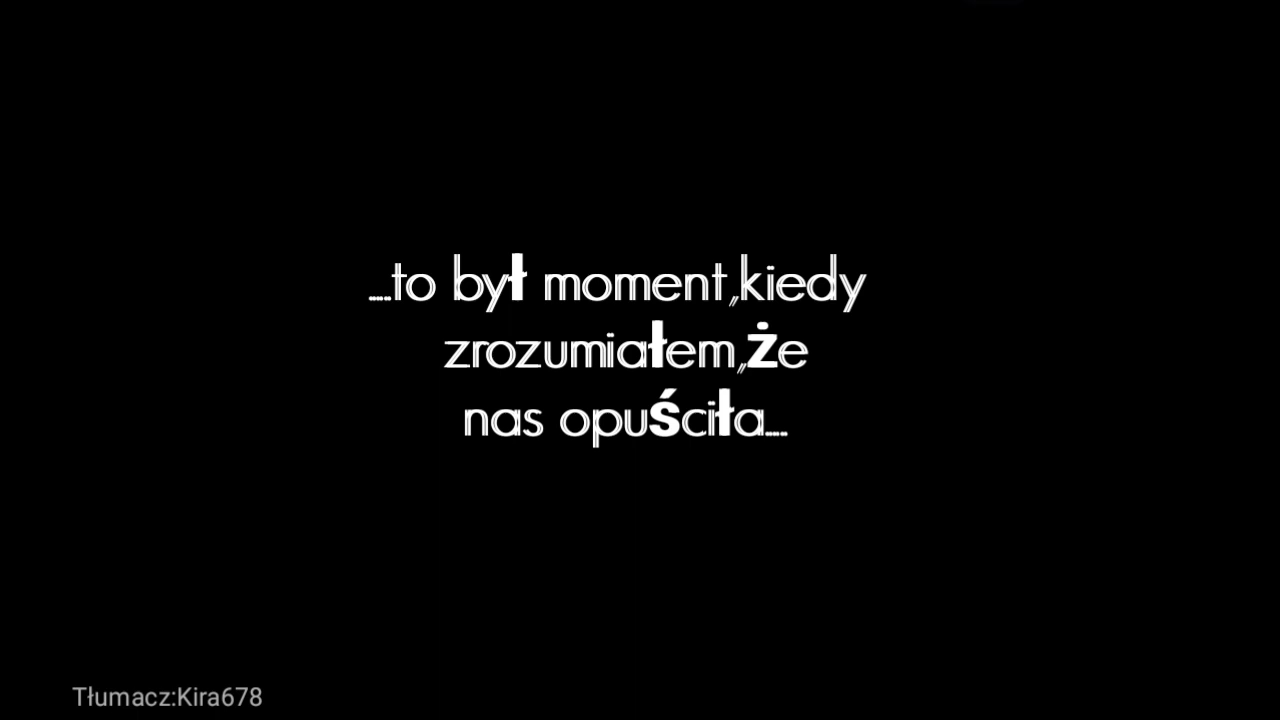 ....to był moment,kiedy
zrozumiałem,że
nas opuściła....
Tłumacz:Kira678